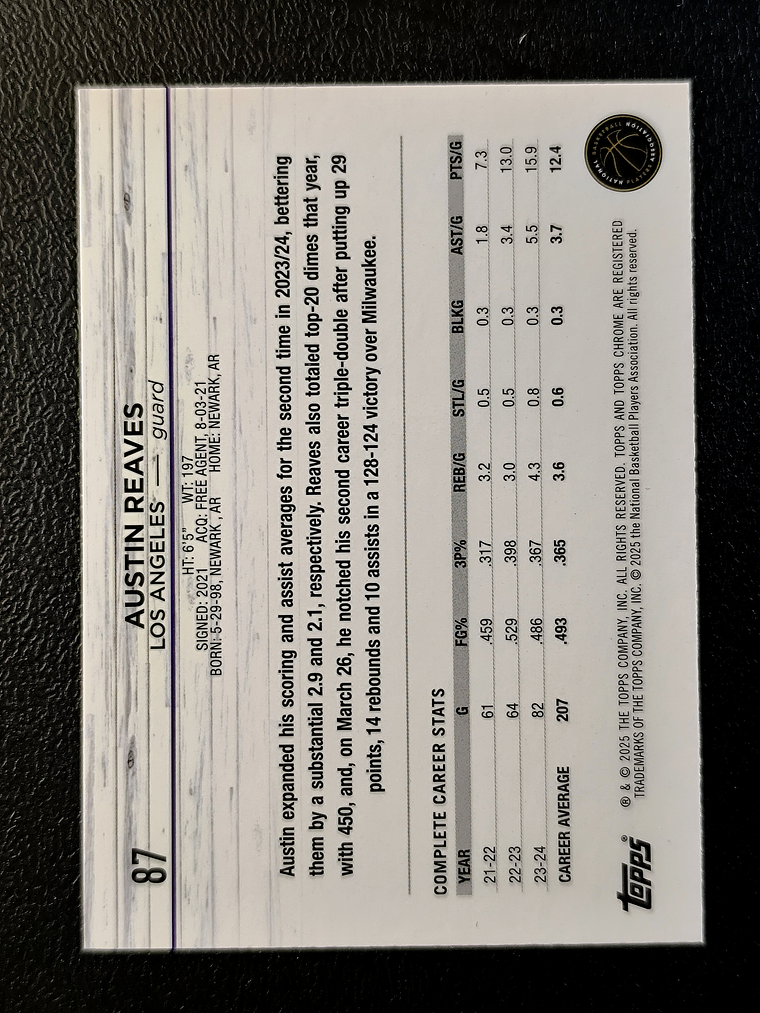 87
AUSTIN REAVES
LOS ANGELES — guard
HT: 6'5" WT: 197
SIGNED: 2021 ACQ: FREE AGENT, 8-03-21
BORN: 5-29-98, NEWARK, AR HOME: NEWARK, AR
Austin expanded his scoring and assist averages for the second time in 2023/24, bettering
them by a substantial 2.9 and 2.1, respectively. Reaves also totaled top-20 dimes that year,
with 450, and, on March 26, he notched his second career triple-double after putting up 29
points, 14 rebounds and 10 assists in a 128-124 victory over Milwaukee.
COMPLETE CAREER STATS
YEAR G FG% 3P% REB/G STL/G BLKG AST/G PTS/G
21-22 61 .459 .317 3.2 0.5 0.3 1.8 7.3
22-23 64 .529 .398 3.0 0.5 0.3 3.4 13.0
23-24 82 .486 .367 4.3 0.8 0.3 5.5 15.9
CAREER AVERAGE 207 .493 .365 3.6 0.6 0.3 3.7 12.4
topps®
® & © 2025 THE TOPPS COMPANY, INC. ALL RIGHTS RESERVED. TOPPS AND TOPPS CHROME ARE REGISTERED
TRADEMARKS OF THE TOPPS COMPANY, INC. © 2025 the National Basketball Players Association. All rights reserved.
NATIONAL BASKETBALL PLAYERS ASSOCIATION